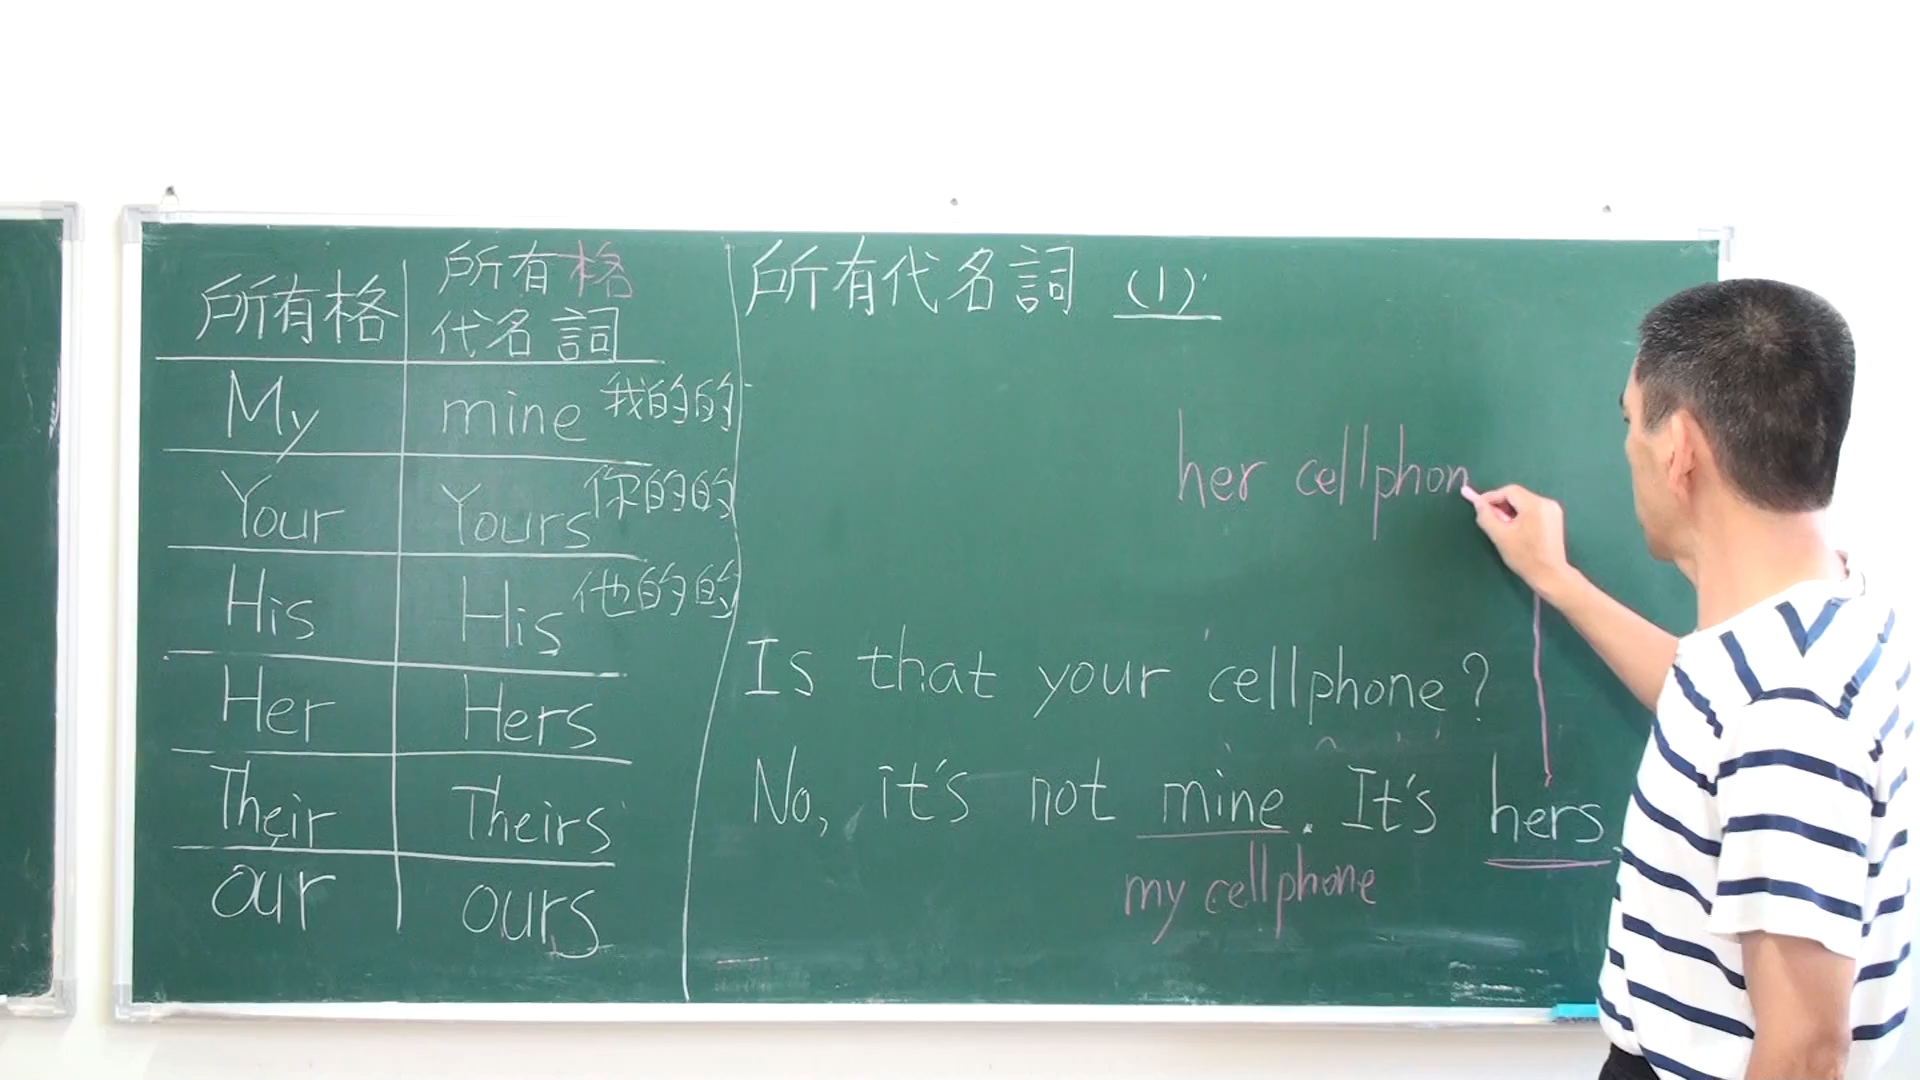 所有格 所有格
代名詞
My mine 我的的
Your Yours 你的的
His His 他的的
Her Hers
Their Theirs
our ours
所有代名詞 (1)
her cellphon
Is that your cellphone?
No, it's not mine. It's hers.
my cellphone